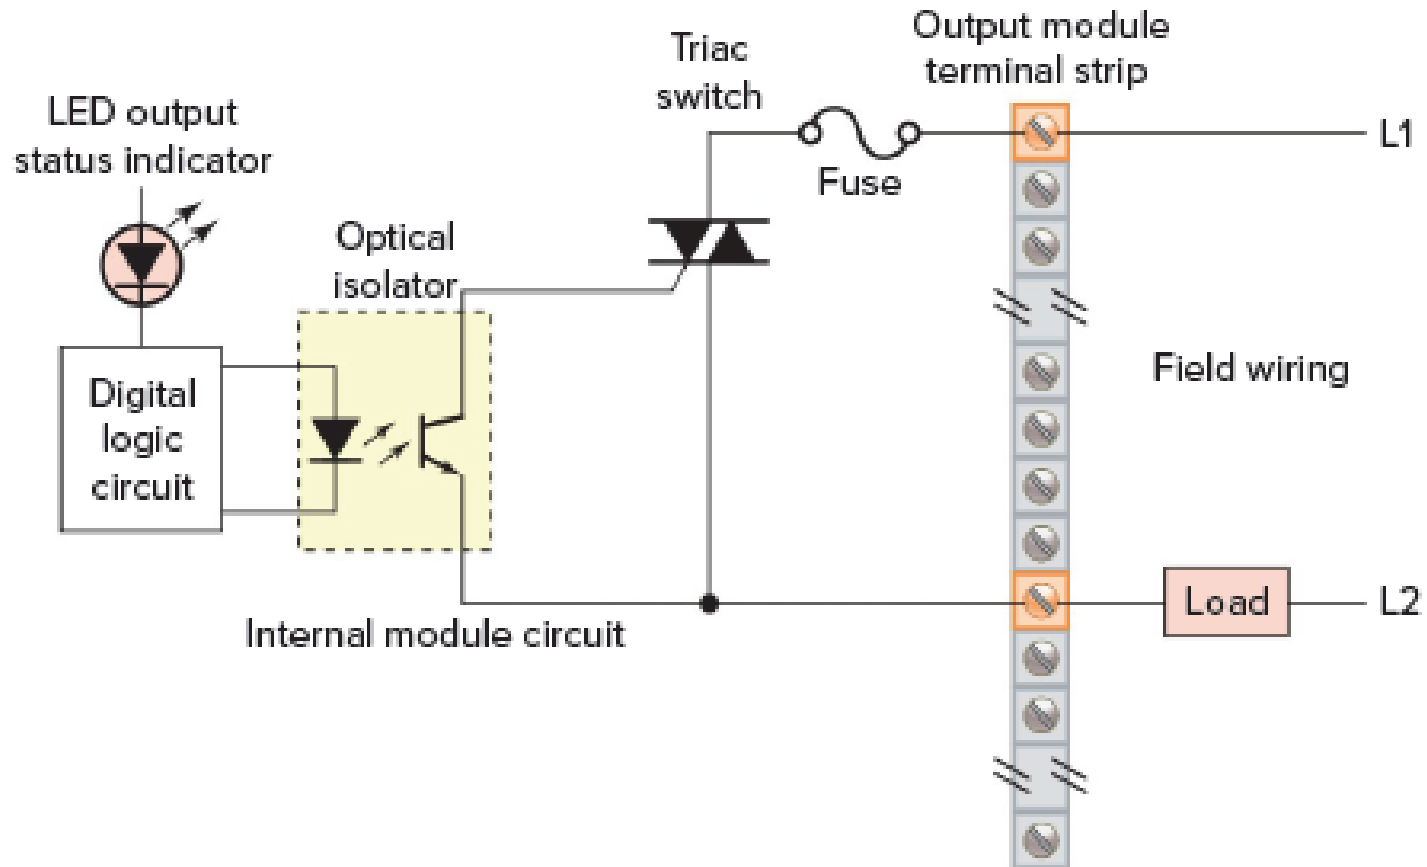 Output module
terminal strip
Triac
switch
LED output
status indicator
L1
Fuse
Optical
isolator
Digital
logic
circuit
Field wiring
Load
L2
Internal module circuit